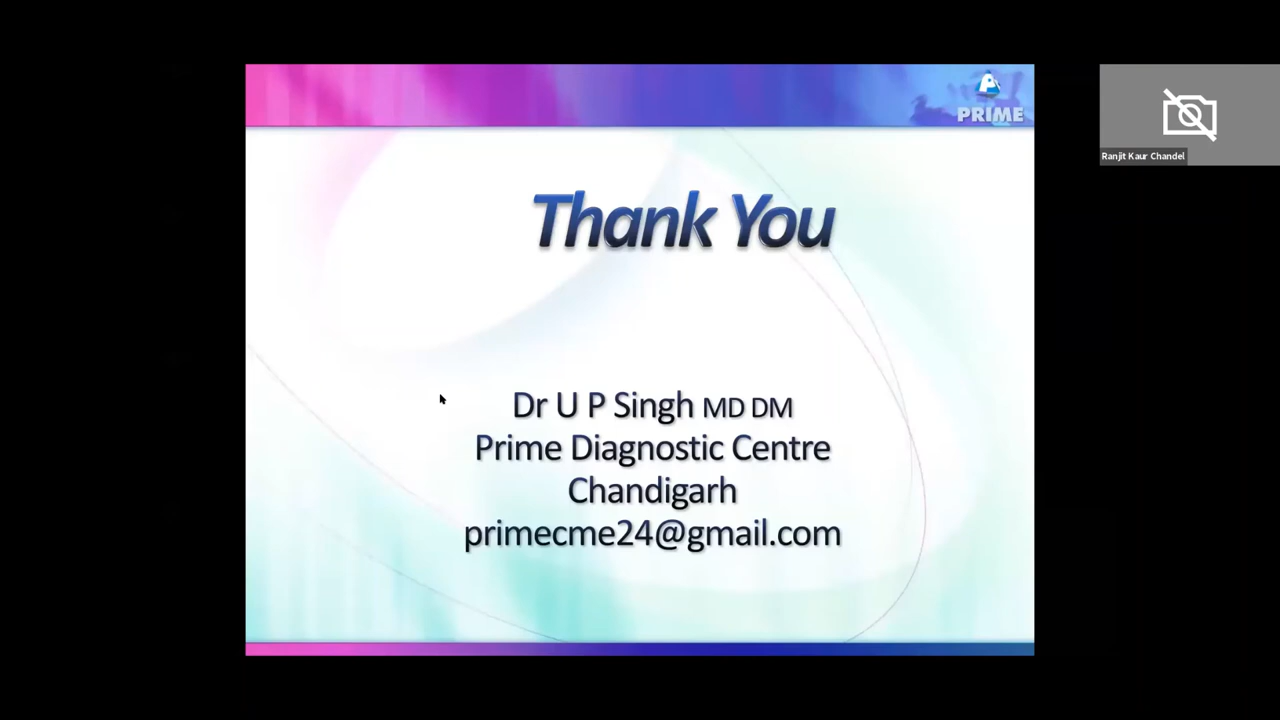 PRIME
Ranjit Kaur Chandel
Thank You
Dr U P Singh MD DM
Prime Diagnostic Centre
Chandigarh
primecme24@gmail.com